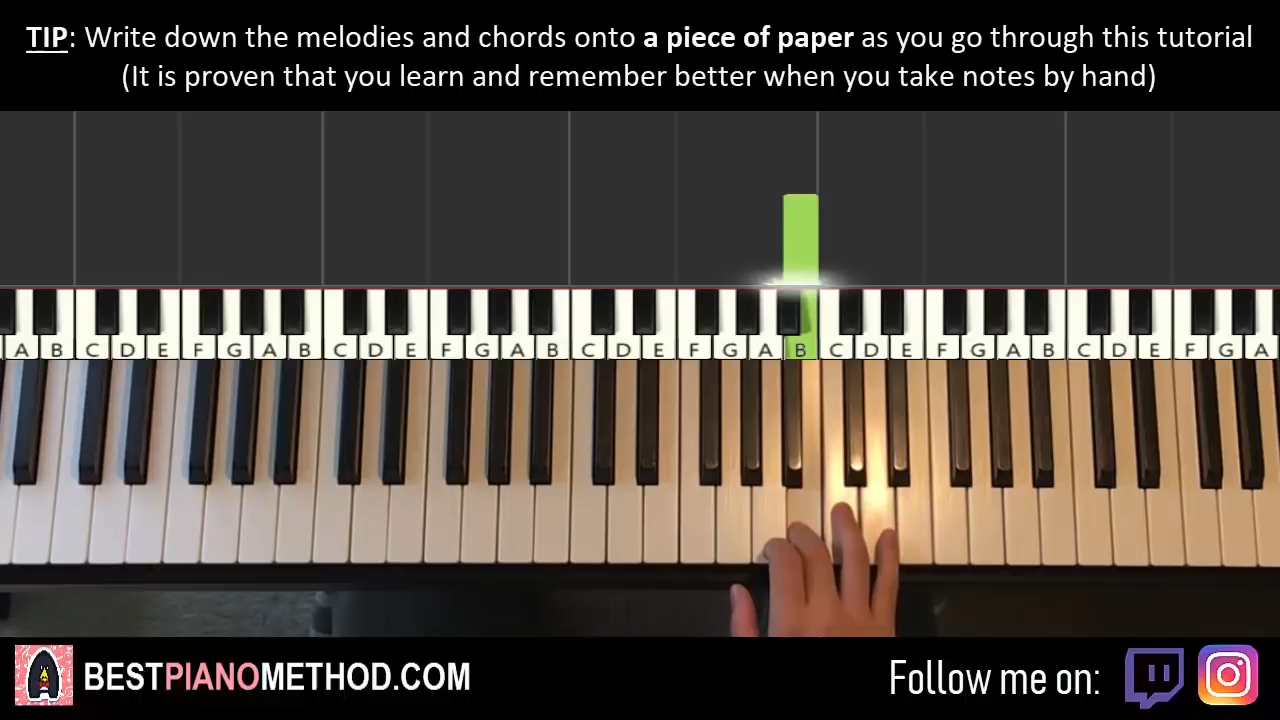 TIP: Write down the melodies and chords onto a piece of paper as you go through this tutorial
(It is proven that you learn and remember better when you take notes by hand)
A B C D E F G A B C D E F G A B C D E F G A B C D E F G A B C D E F G A
BESTPIANOMETHOD.COM
Follow me on: